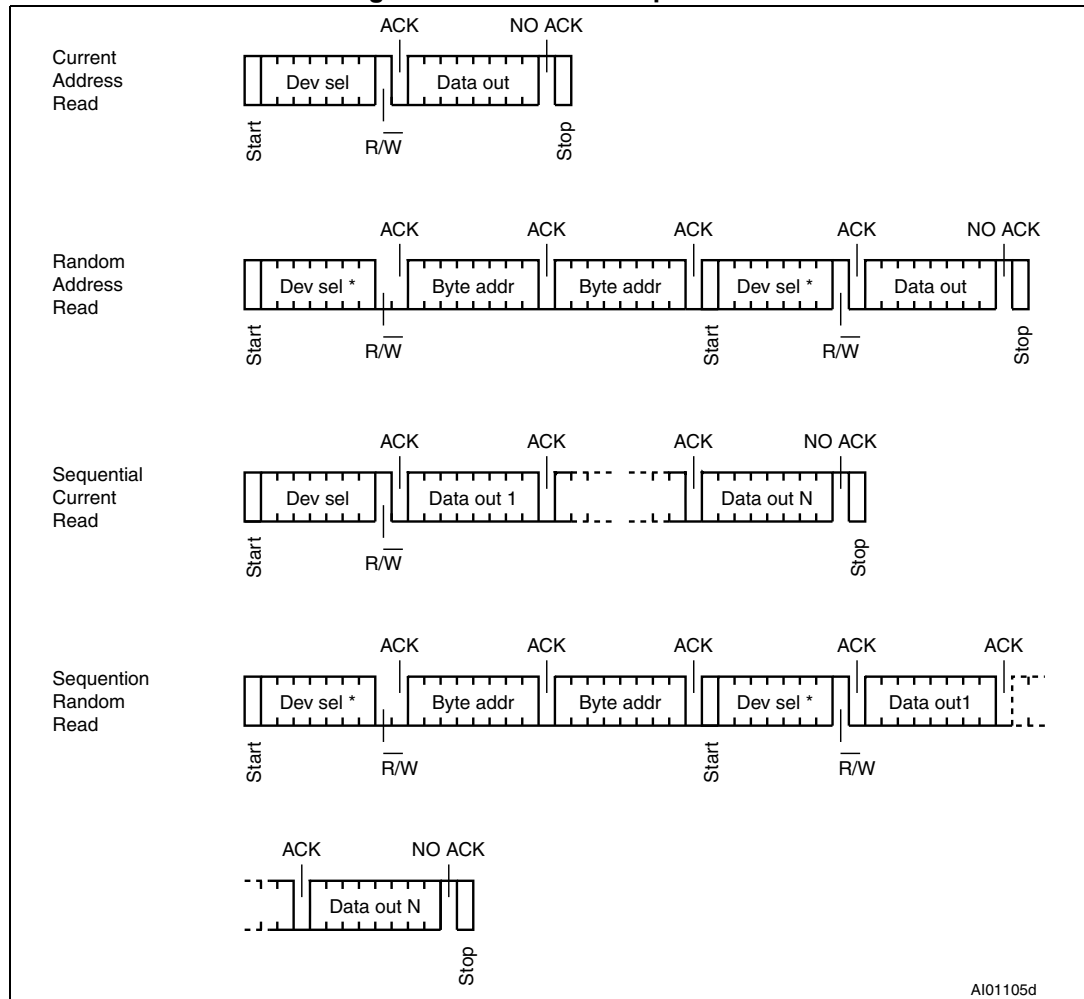 ACK NO ACK
Current
Address
Read
Dev sel Data out
Start R/W Stop
ACK ACK ACK ACK NO ACK
Random
Address
Read
Dev sel * Byte addr Byte addr Dev sel * Data out
Start R/W Start R/W Stop
ACK ACK ACK NO ACK
Sequential
Current
Read
Dev sel Data out 1 Data out N
Start R/W Stop
ACK ACK ACK ACK ACK
Sequention
Random
Read
Dev sel * Byte addr Byte addr Dev sel * Data out1
Start R/W Start R/W
ACK NO ACK
Data out N
Stop
AI01105d